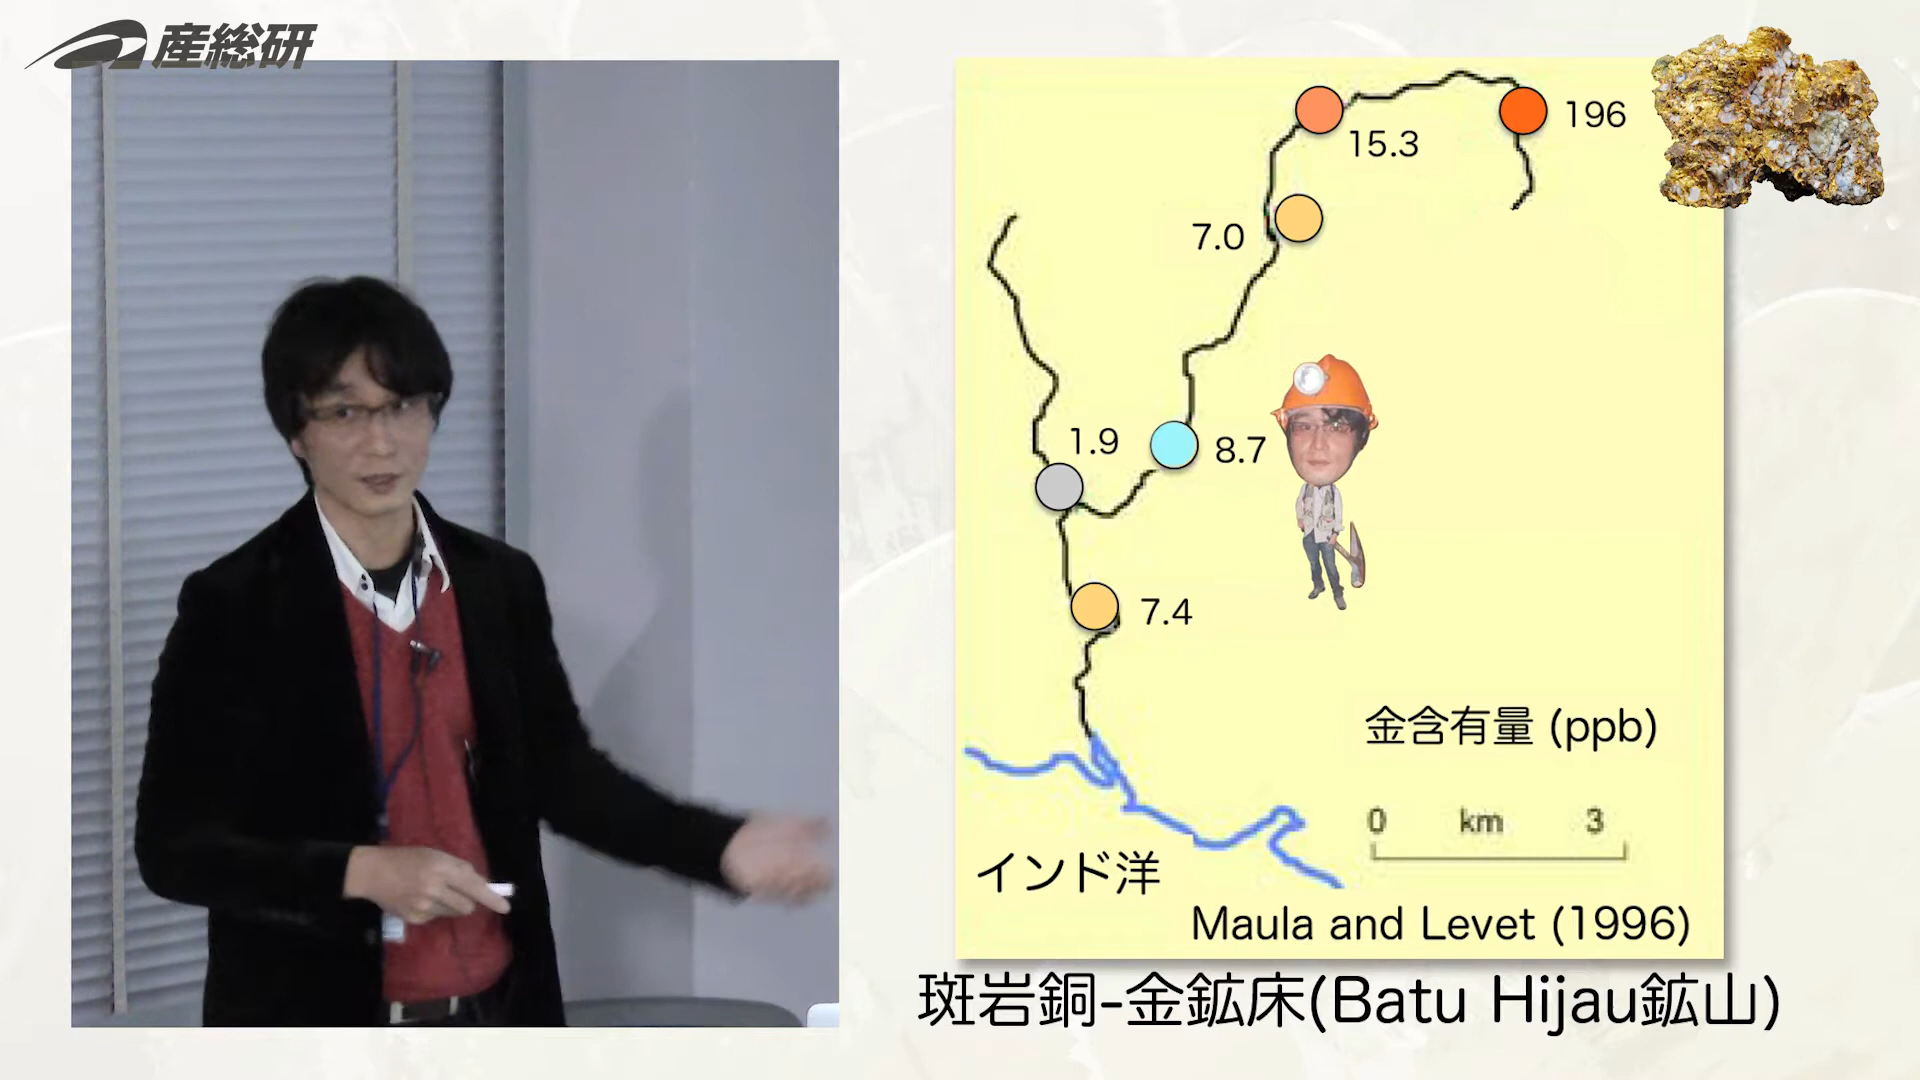 産総研
196
15.3
7.0
1.9
8.7
7.4
金含有量 (ppb)
0 km 3
インド洋
Maula and Levet (1996)
斑岩銅-金鉱床(Batu Hijau鉱山)